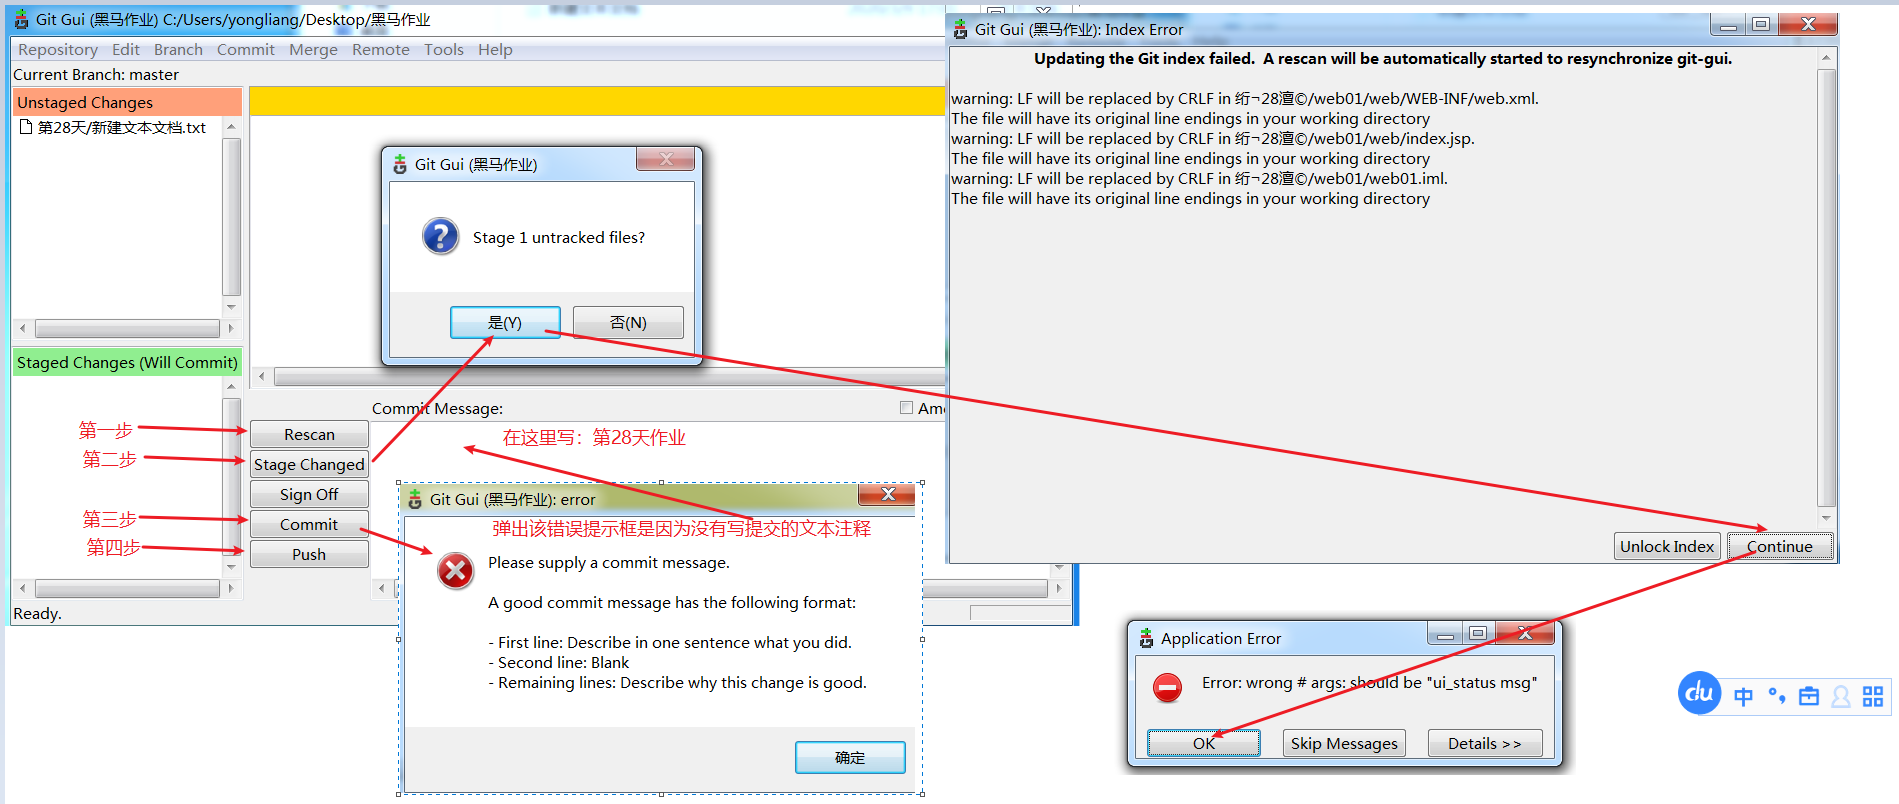 Git Gui (黑马作业) C:/Users/yongliang/Desktop/黑马作业
Repository Edit Branch Commit Merge Remote Tools Help
Current Branch: master
Unstaged Changes
第28天/新建文本文档.txt
Staged Changes (Will Commit)
第一步
第二步
第三步
第四步
Rescan
Stage Changed
Sign Off
Commit
Push
Ready.
Git Gui (黑马作业)
Stage 1 untracked files?
是(Y)
否(N)
Commit Message:
Ame
在这里写：第28天作业
Git Gui (黑马作业): error
弹出该错误提示框是因为没有写提交的文本注释
Please supply a commit message.
A good commit message has the following format:
- First line: Describe in one sentence what you did.
- Second line: Blank
- Remaining lines: Describe why this change is good.
确定
Git Gui (黑马作业): Index Error
Updating the Git index failed. A rescan will be automatically started to resynchronize git-gui.
warning: LF will be replaced by CRLF in 绗¬28澶©/web01/web/WEB-INF/web.xml.
The file will have its original line endings in your working directory
warning: LF will be replaced by CRLF in 绗¬28澶©/web01/web/index.jsp.
The file will have its original line endings in your working directory
warning: LF will be replaced by CRLF in 绗¬28澶©/web01/web01.iml.
The file will have its original line endings in your working directory
Unlock Index
Continue
Application Error
Error: wrong # args: should be "ui_status msg"
OK
Skip Messages
Details >>
du 中